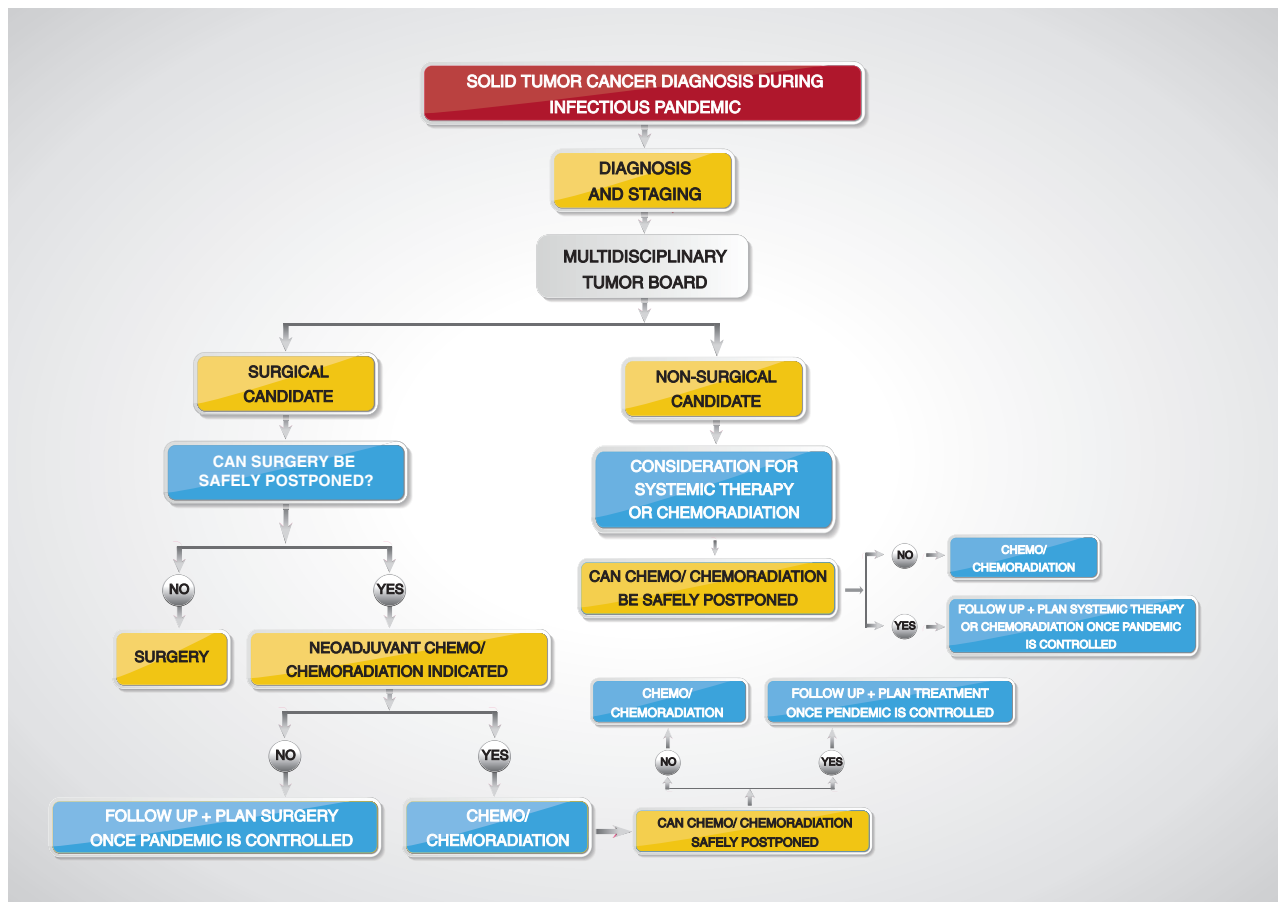 SOLID TUMOR CANCER DIAGNOSIS DURING
INFECTIOUS PANDEMIC
DIAGNOSIS
AND STAGING
MULTIDISCIPLINARY
TUMOR BOARD
SURGICAL
CANDIDATE
NON-SURGICAL
CANDIDATE
CAN SURGERY BE
SAFELY POSTPONED?
CONSIDERATION FOR
SYSTEMIC THERAPY
OR CHEMORADIATION
NO
YES
CAN CHEMO/ CHEMORADIATION
BE SAFELY POSTPONED
NO
CHEMO/
CHEMORADIATION
YES
FOLLOW UP + PLAN SYSTEMIC THERAPY
OR CHEMORADIATION ONCE PANDEMIC
IS CONTROLLED
SURGERY
NEOADJUVANT CHEMO/
CHEMORADIATION INDICATED
NO
YES
CHEMO/
CHEMORADIATION
FOLLOW UP + PLAN TREATMENT
ONCE PENDEMIC IS CONTROLLED
NO
YES
FOLLOW UP + PLAN SURGERY
ONCE PANDEMIC IS CONTROLLED
CHEMO/
CHEMORADIATION
CAN CHEMO/ CHEMORADIATION
SAFELY POSTPONED